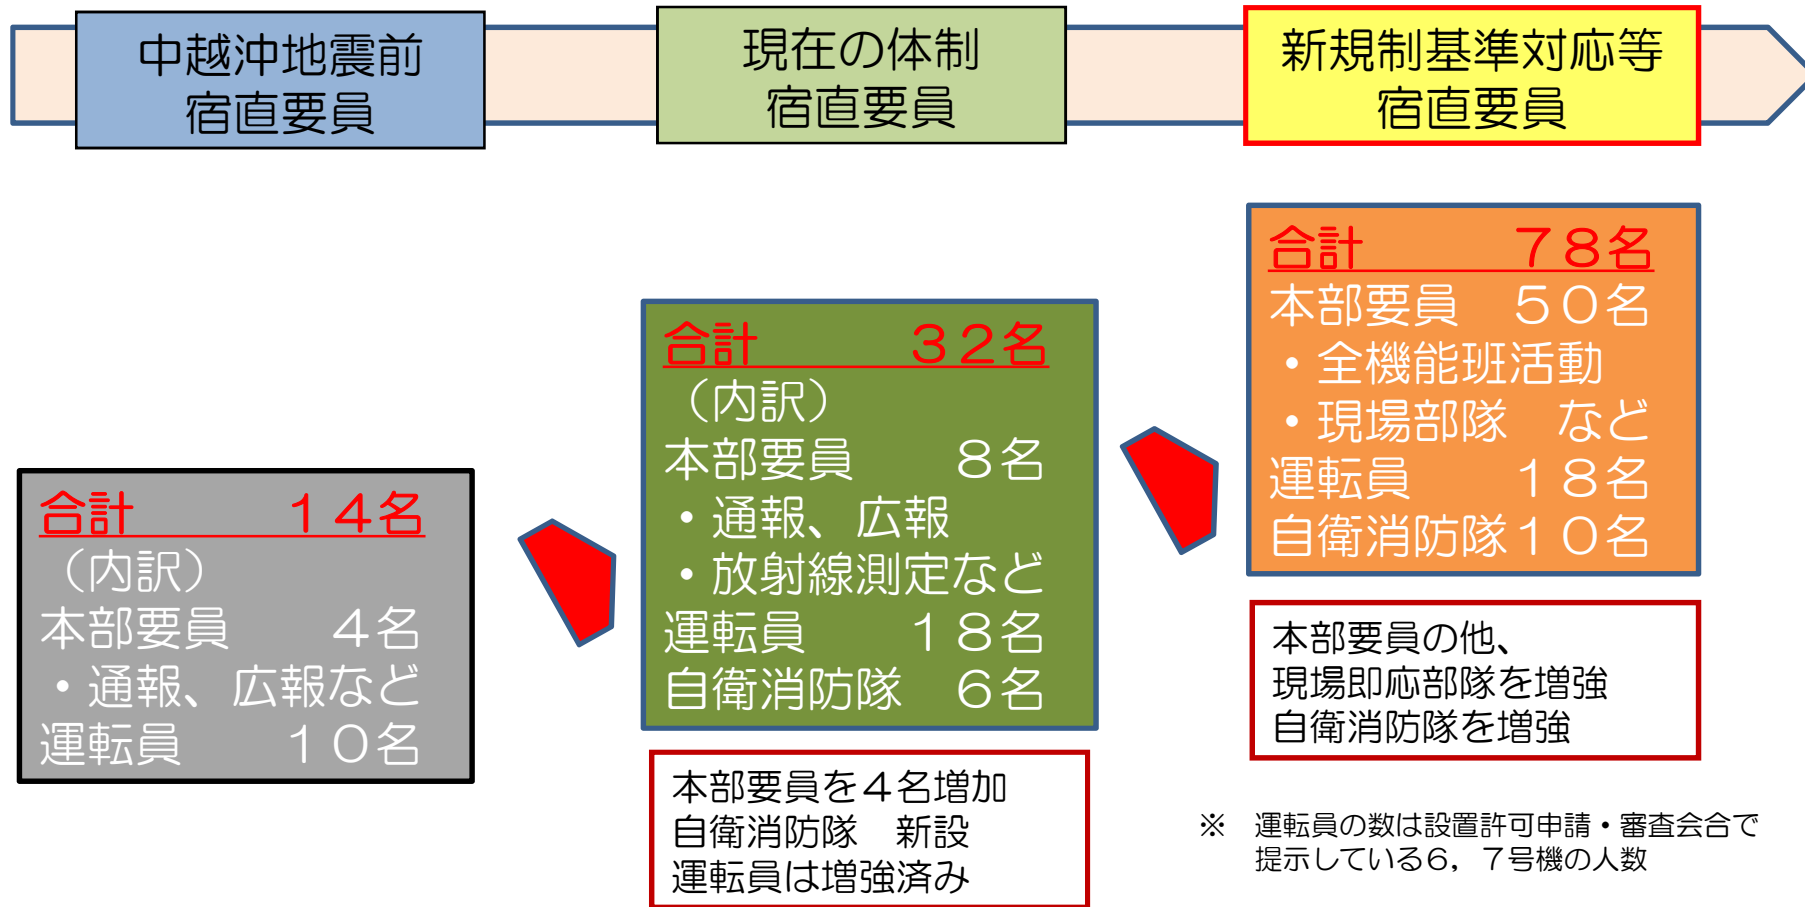 中越沖地震前
宿直要員
現在の体制
宿直要員
新規制基準対応等
宿直要員
合計　　　１４名
（内訳）
本部要員　　４名
・通報、広報など
運転員　　１０名
合計　　　３２名
（内訳）
本部要員　　８名
・通報、広報
・放射線測定など
運転員　　１８名
自衛消防隊　６名
本部要員を４名増加
自衛消防隊　新設
運転員は増強済み
合計　　　７８名
本部要員　５０名
・全機能班活動
・現場部隊　など
運転員　　１８名
自衛消防隊１０名
本部要員の他、
現場即応部隊を増強
自衛消防隊を増強
※　運転員の数は設置許可申請・審査会合で
提示している６，７号機の人数